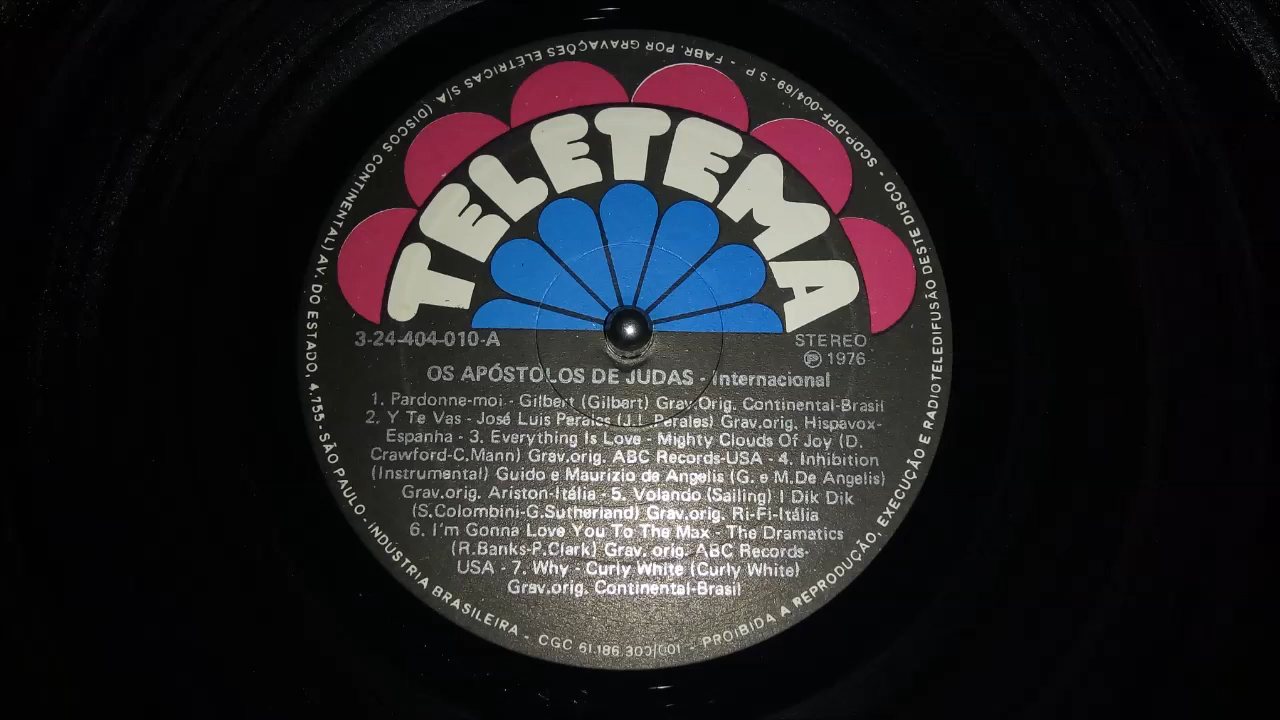 TELETEMA
3-24-404-010-A
STEREO
Ⓟ 1976
OS APÓSTOLOS DE JUDAS - Internacional
1. Pardonne-moi - Gilbert (Gilbert) Grav.Orig. Continental-Brasil
2. Y Te Vas - José Luis Perales (J.L. Perales) Grav.orig. Hispavox-
Espanha - 3. Everything Is Love - Mighty Clouds Of Joy (D.
Crawford-C.Mann) Grav.orig. ABC Records-USA - 4. Inhibition
(Instrumental) Guido e Maurizio de Angelis (G. e M.De Angelis)
Grav.orig. Ariston-Itália - 5. Volando (Sailing) I Dik Dik
(S.Colombini-G.Sutherland) Grav.orig. Ri-Fi-Itália
6. I'm Gonna Love You To The Max - The Dramatics
(R.Banks-P.Clark) Grav. orig. ABC Records-
USA - 7. Why - Curly White (Curly White)
Grav.orig. Continental-Brasil
FABR. POR GRAVAÇÕES ELÉTRICAS S/A (DISCOS CONTINENTAL) AV. DO ESTADO, 4.755 - SÃO PAULO - INDÚSTRIA BRASILEIRA - CGC 61.186.300/001 - PROIBIDA A REPRODUÇÃO, EXECUÇÃO E RADIOTELEDIFUSÃO DESTE DISCO - SCDP-DPF-004/69 - S P -